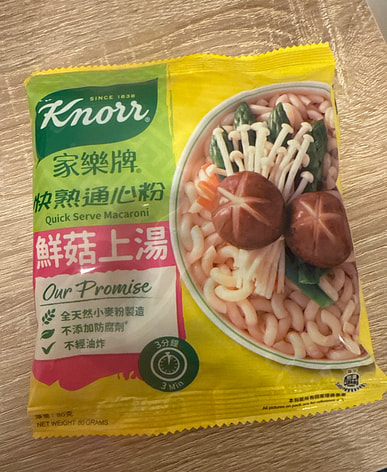 SINCE 1838
Knorr
家樂牌
快熟通心粉
Quick Serve Macaroni
鮮菇上湯
Our Promise
全天然小麥粉製造
不添加防腐劑*
不經油炸
3分鐘
3 Min
NET WEIGHT: 80 GRAMS